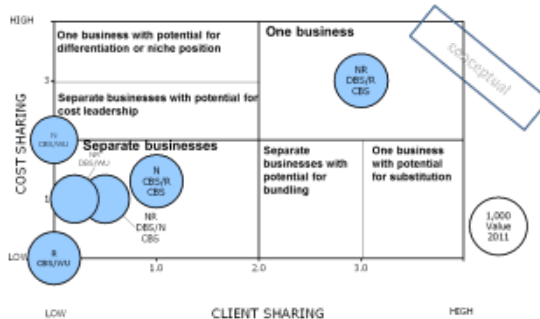 HIGH
One business with potential for
differentiation or niche position
One business
conceptual
NR
DBS/R
CBS
3
Separate businesses with potential for
cost leadership
COST SHARING
N
CBS/WU
Separate businesses
NR
DBS/WU
N
CBS/R
CBS
Separate
businesses with
potential for
bundling
One business
with potential
for substitution
1
NR
DBS/N
CBS
1,000
Value
2011
LOW
R
CBS/WU
1.0
2.0
3.0
LOW
CLIENT SHARING
HIGH